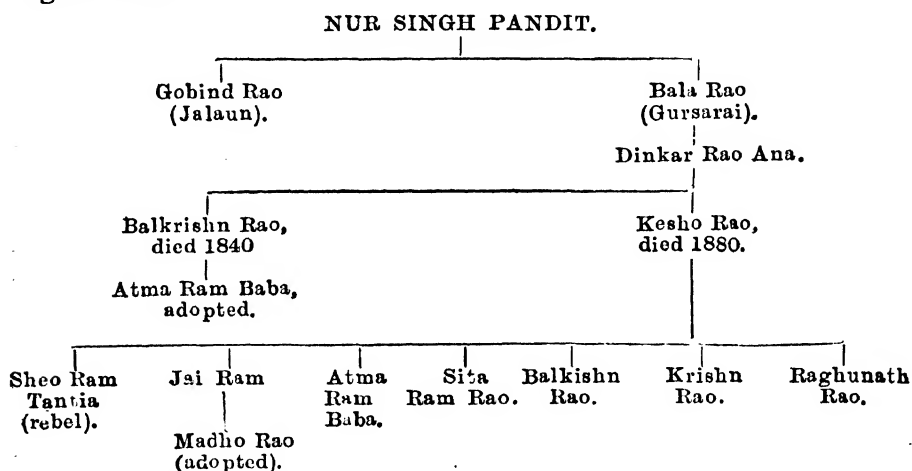 NUR SINGH PANDIT.
Gobind Rao
(Jalaun).
Bala Rao
(Gursarai).
Dinkar Rao Ana.
Balkrishn Rao,
died 1840
Kesho Rao,
died 1880.
Atma Ram Baba,
adopted.
Sheo Ram
Tantia
(rebel).
Jai Ram
Atma
Ram
Baba.
Sita
Ram Rao.
Balkishn
Rao.
Krishn
Rao.
Raghunath
Rao.
Madho Rao
(adopted).